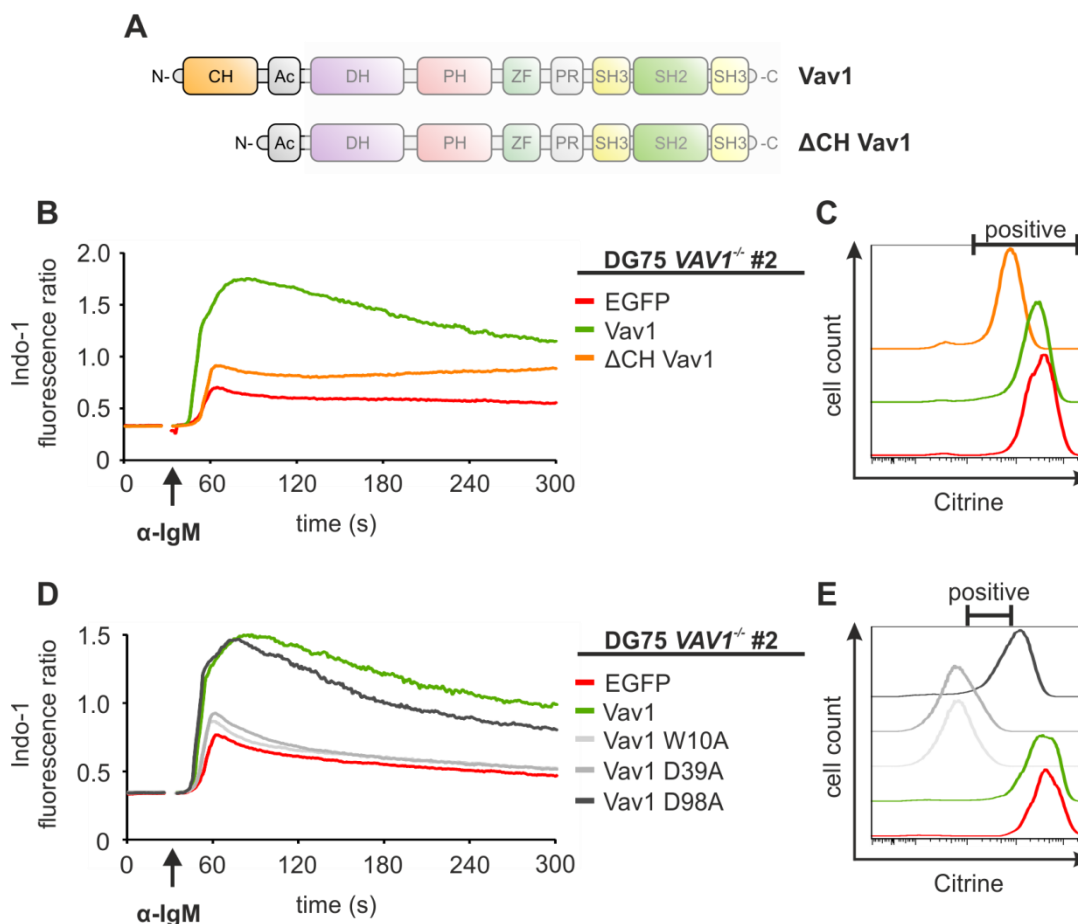 A
N- CH Ac DH PH ZF PR SH3 SH2 SH3 -C Vav1
N- Ac DH PH ZF PR SH3 SH2 SH3 -C ΔCH Vav1
B
Indo-1
fluorescence ratio
2.0
1.5
1.0
0.5
0
0 60 120 180 240 300
α-IgM
time (s)
DG75 VAV1-/- #2
EGFP
Vav1
ΔCH Vav1
C
positive
cell count
Citrine
D
Indo-1
fluorescence ratio
1.5
1.0
0.5
0
0 60 120 180 240 300
α-IgM
time (s)
DG75 VAV1-/- #2
EGFP
Vav1
Vav1 W10A
Vav1 D39A
Vav1 D98A
E
positive
cell count
Citrine